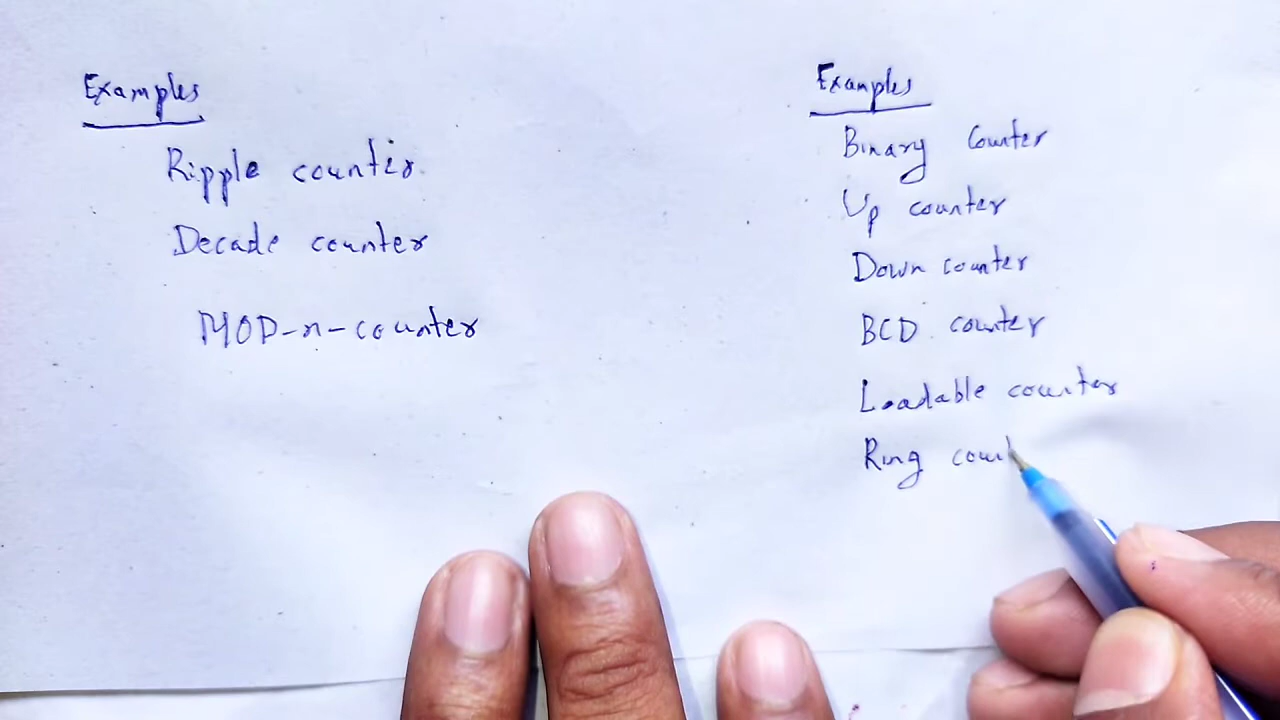 Examples
Ripple counter
Decade counter
MOD-n-counter
Examples
Binary Counter
Up counter
Down counter
BCD counter
Loadable counter
Ring count